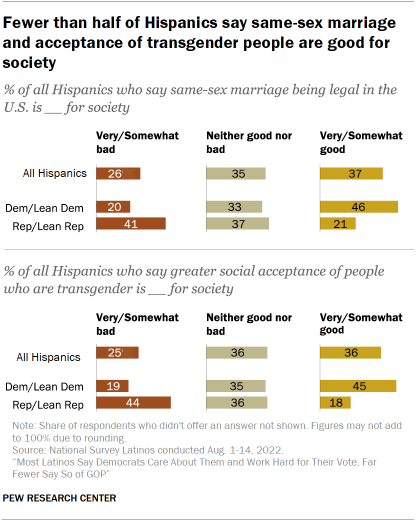 Fewer than half of Hispanics say same-sex marriage
and acceptance of transgender people are good for
society
% of all Hispanics who say same-sex marriage being legal in the
U.S. is __ for society
Very/Somewhat bad Neither good nor bad Very/Somewhat good
All Hispanics 26 35 37
Dem/Lean Dem 20 33 46
Rep/Lean Rep 41 37 21
% of all Hispanics who say greater social acceptance of people
who are transgender is __ for society
Very/Somewhat bad Neither good nor bad Very/Somewhat good
All Hispanics 25 36 36
Dem/Lean Dem 19 35 45
Rep/Lean Rep 44 36 18
Note: Share of respondents who didn't offer an answer not shown. Figures may not add
to 100% due to rounding.
Source: National Survey Latinos conducted Aug. 1-14, 2022.
"Most Latinos Say Democrats Care About Them and Work Hard for Their Vote, Far
Fewer Say So of GOP"
PEW RESEARCH CENTER